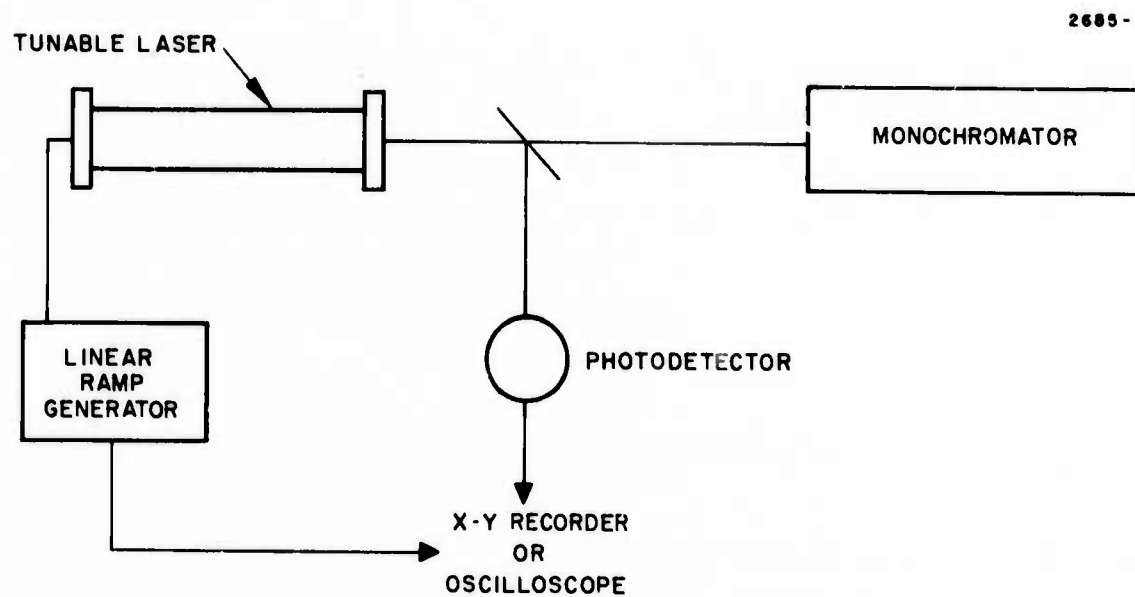 2685-
TUNABLE LASER
MONOCHROMATOR
LINEAR
RAMP
GENERATOR
PHOTODETECTOR
X-Y RECORDER
OR
OSCILLOSCOPE